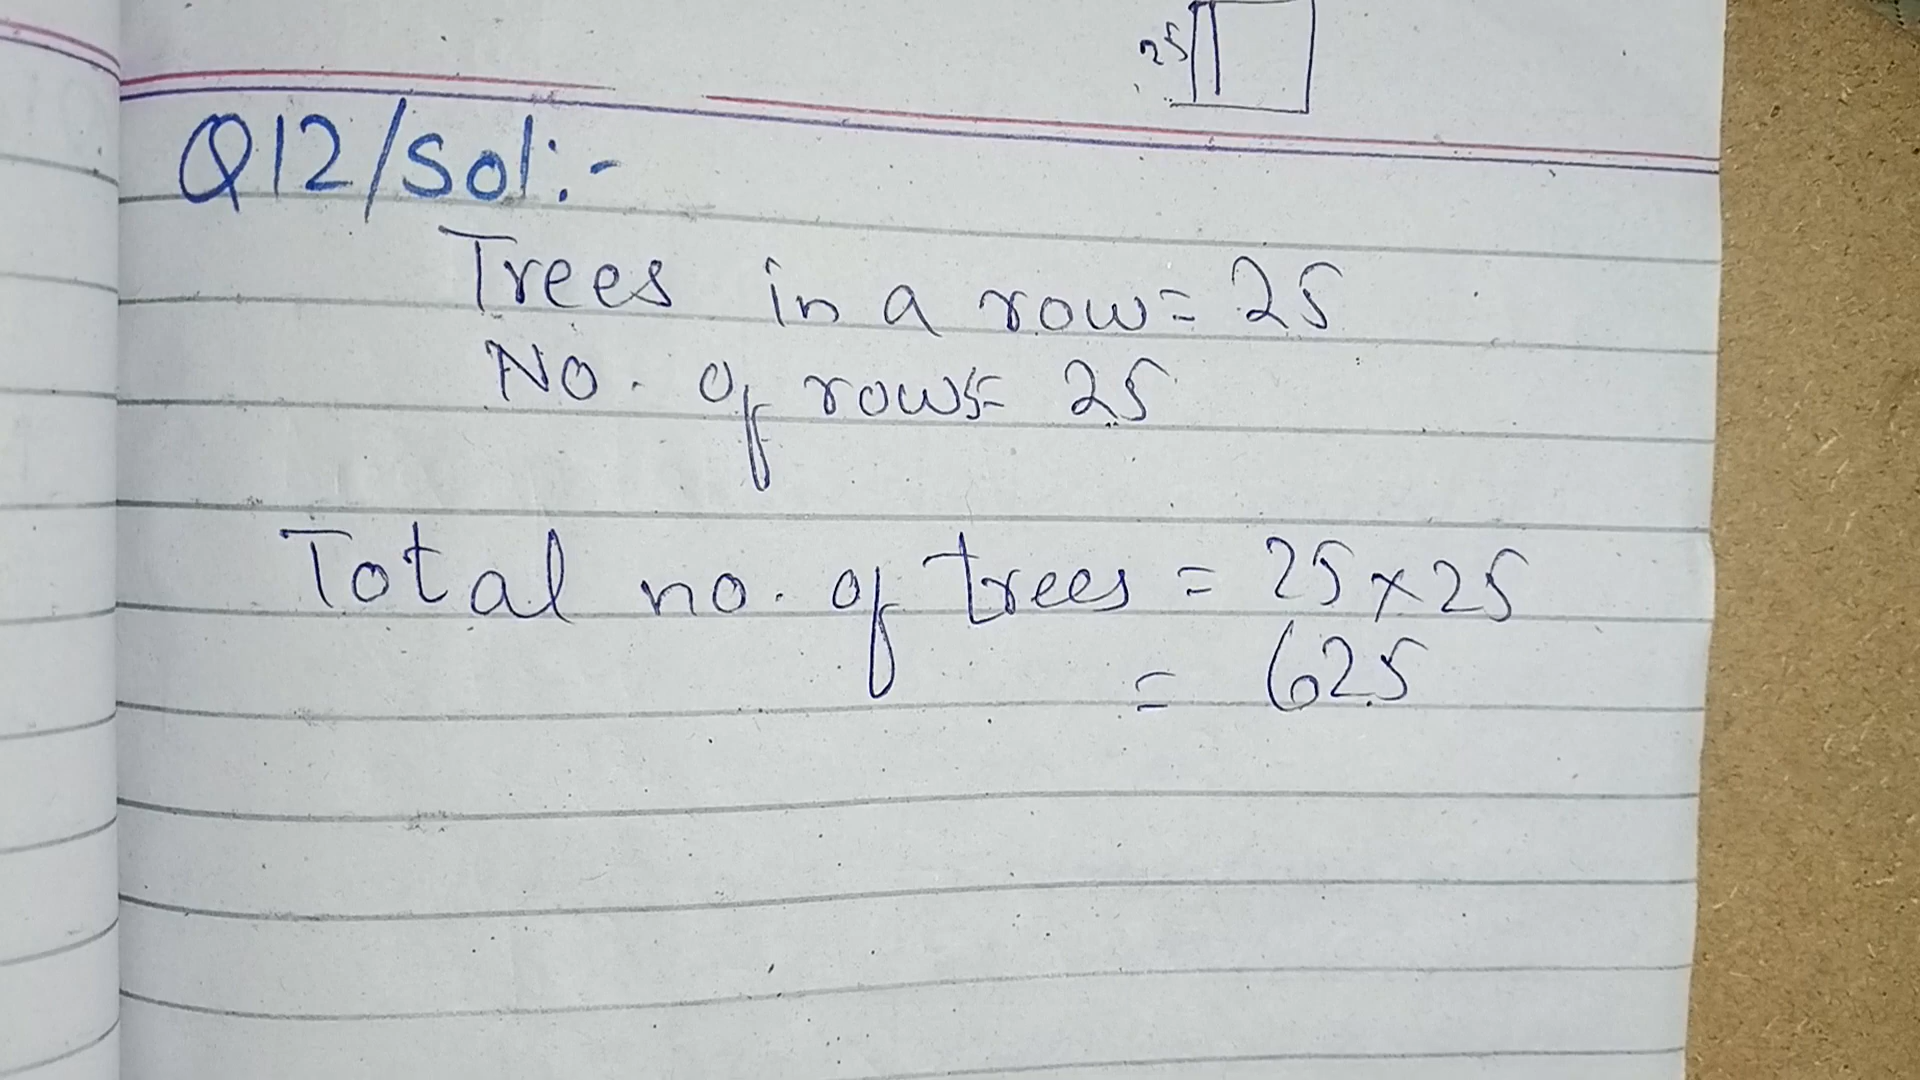 25
Q12/Sol:-
Trees in a row = 25
No. of rows = 25
Total no. of trees = 25 × 25
= 625